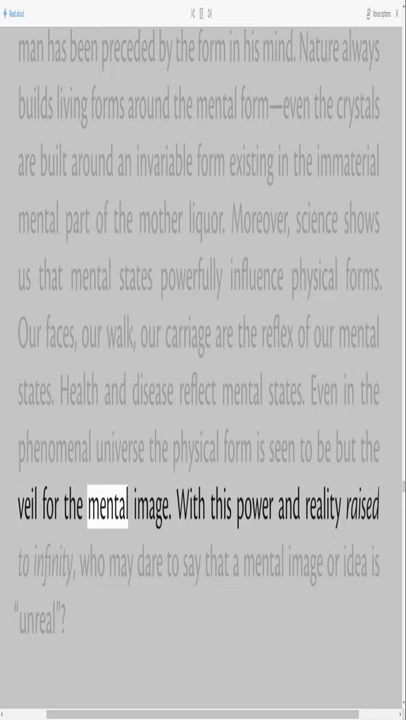 Read aloud
Voice options
man has been preceded by the form in his mind. Nature always
builds living forms around the mental form—even the crystals
are built around an invariable form existing in the immaterial
mental part of the mother liquor. Moreover, science shows
us that mental states powerfully influence physical forms.
Our faces, our walk, our carriage are the reflex of our mental
states. Health and disease reflect mental states. Even in the
phenomenal universe the physical form is seen to be but the
veil for the mental image. With this power and reality raised
to infinity, who may dare to say that a mental image or idea is
“unreal”?